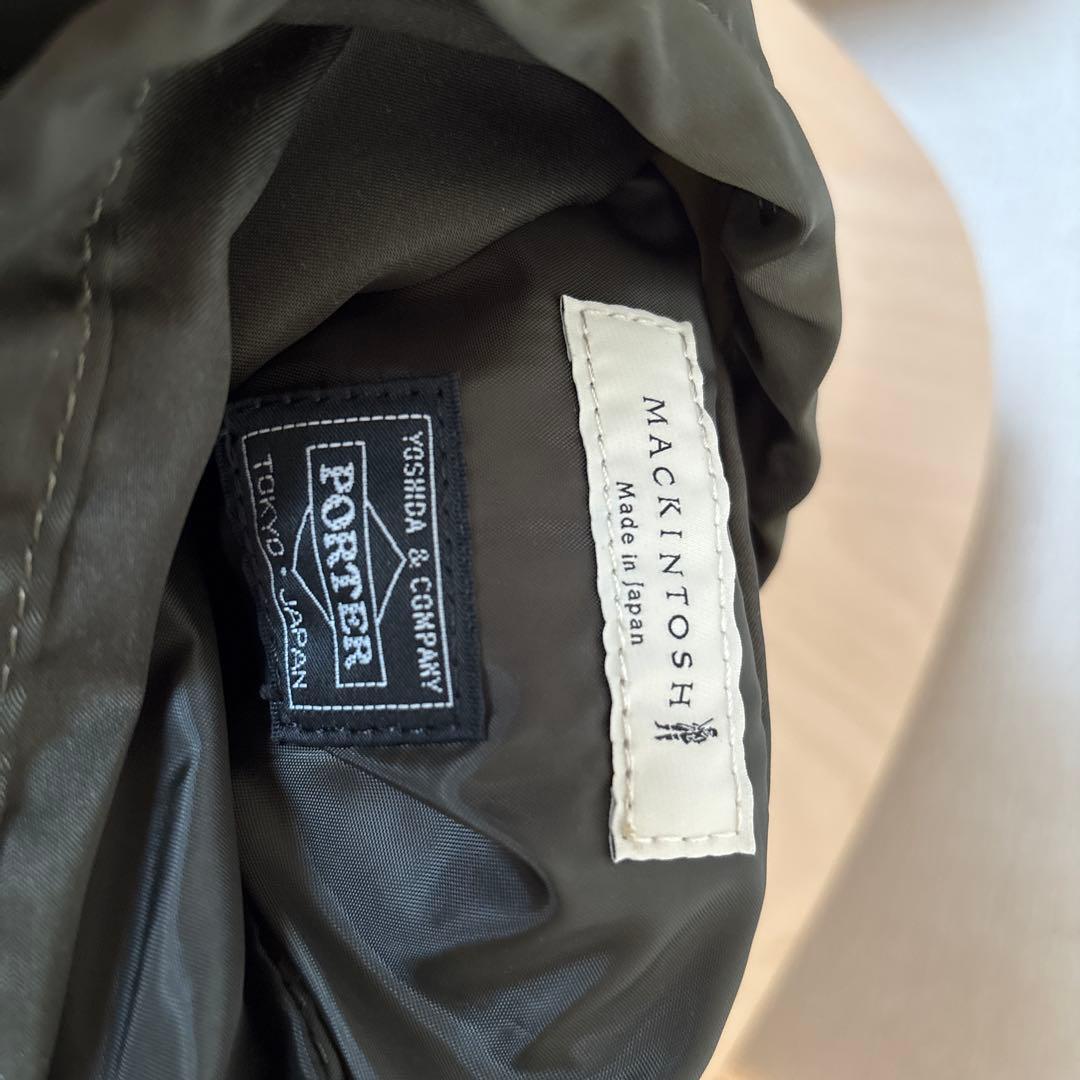 YOSHIDA & COMPANY
PORTER
TOKYO・JAPAN
MACKINTOSH
Made in Japan